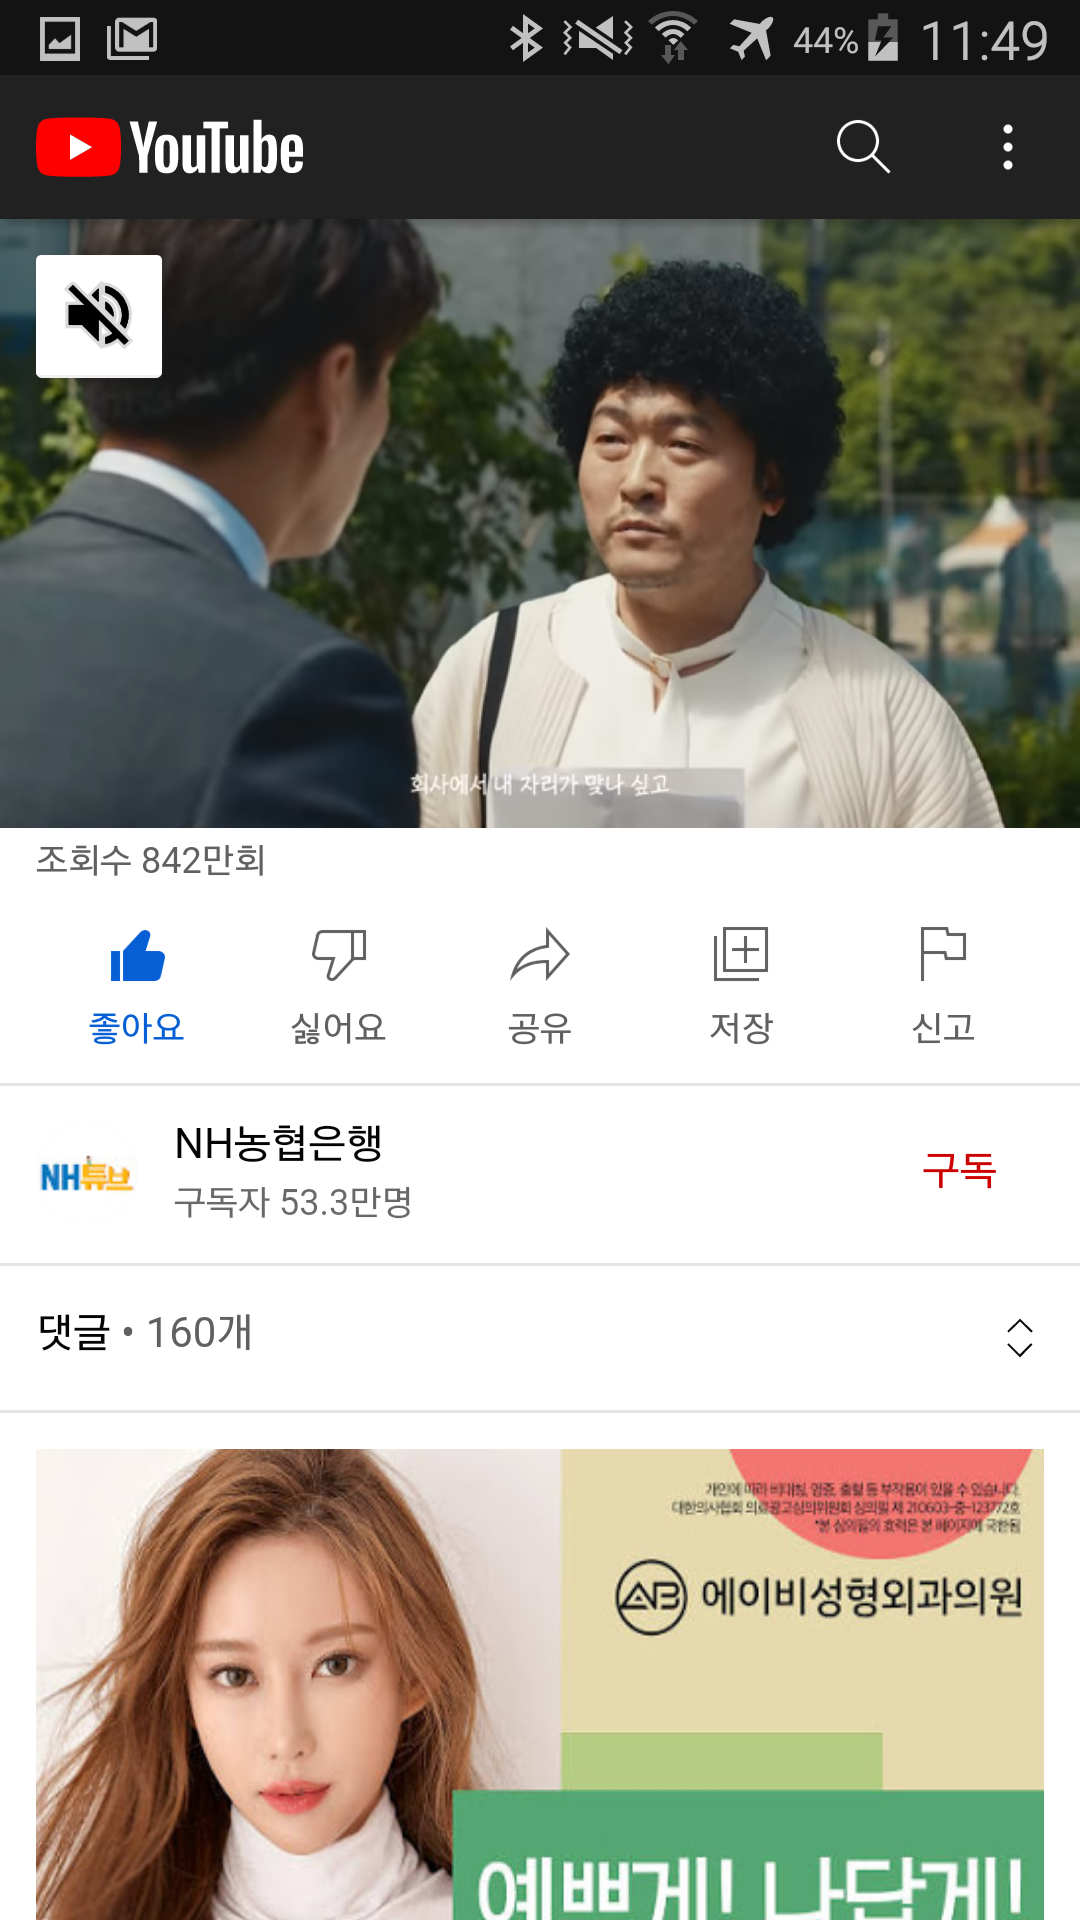 44% 11:49
YouTube
회사에서 내 자리가 맞나 싶고
조회수 842만회
좋아요 싫어요 공유 저장 신고
NH튜브
NH농협은행
구독자 53.3만명
구독
댓글 • 160개
개인에 따라 비대칭, 염증, 출혈 등 부작용이 있을 수 있습니다.
대한의사협회 의료광고심의위원회 심의필 제 210603-중-123772호
*본 심의필의 효력은 본 페이지에 국한됨
AB 에이비성형외과의원
예쁘게! 나답게!